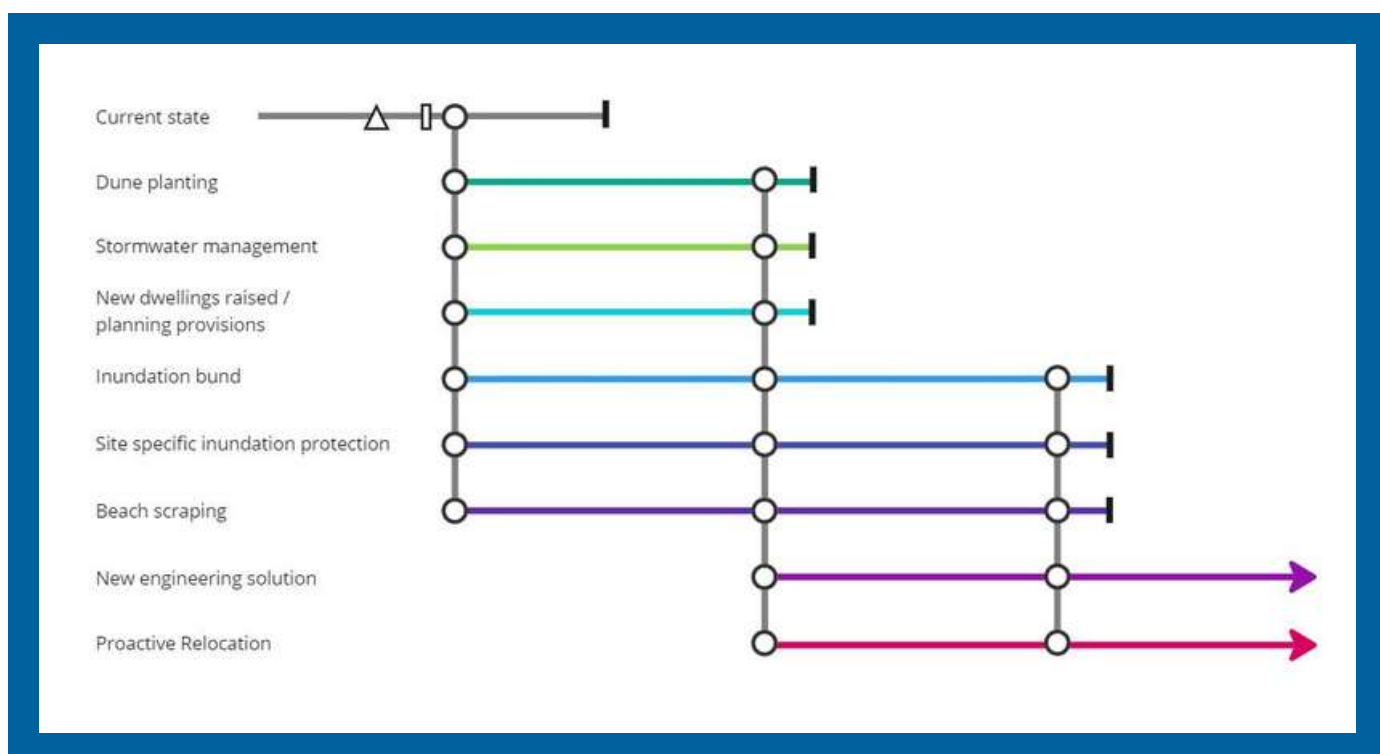 Current state
Dune planting
Stormwater management
New dwellings raised /
planning provisions
Inundation bund
Site specific inundation protection
Beach scraping
New engineering solution
Proactive Relocation